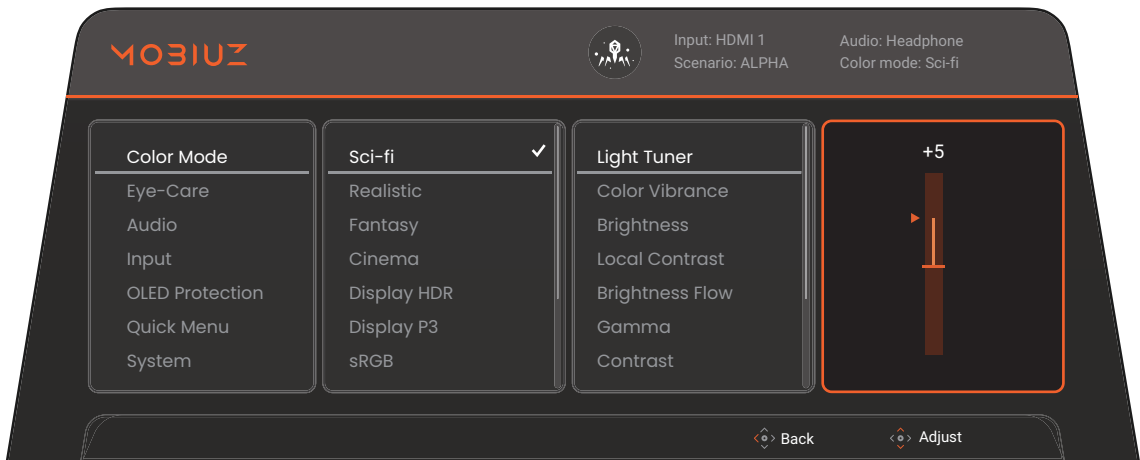 MOBIUZ
Input: HDMI 1
Scenario: ALPHA
Audio: Headphone
Color mode: Sci-fi
Color Mode
Eye-Care
Audio
Input
OLED Protection
Quick Menu
System
Sci-fi
Realistic
Fantasy
Cinema
Display HDR
Display P3
sRGB
Light Tuner
Color Vibrance
Brightness
Local Contrast
Brightness Flow
Gamma
Contrast
+5
Back
Adjust